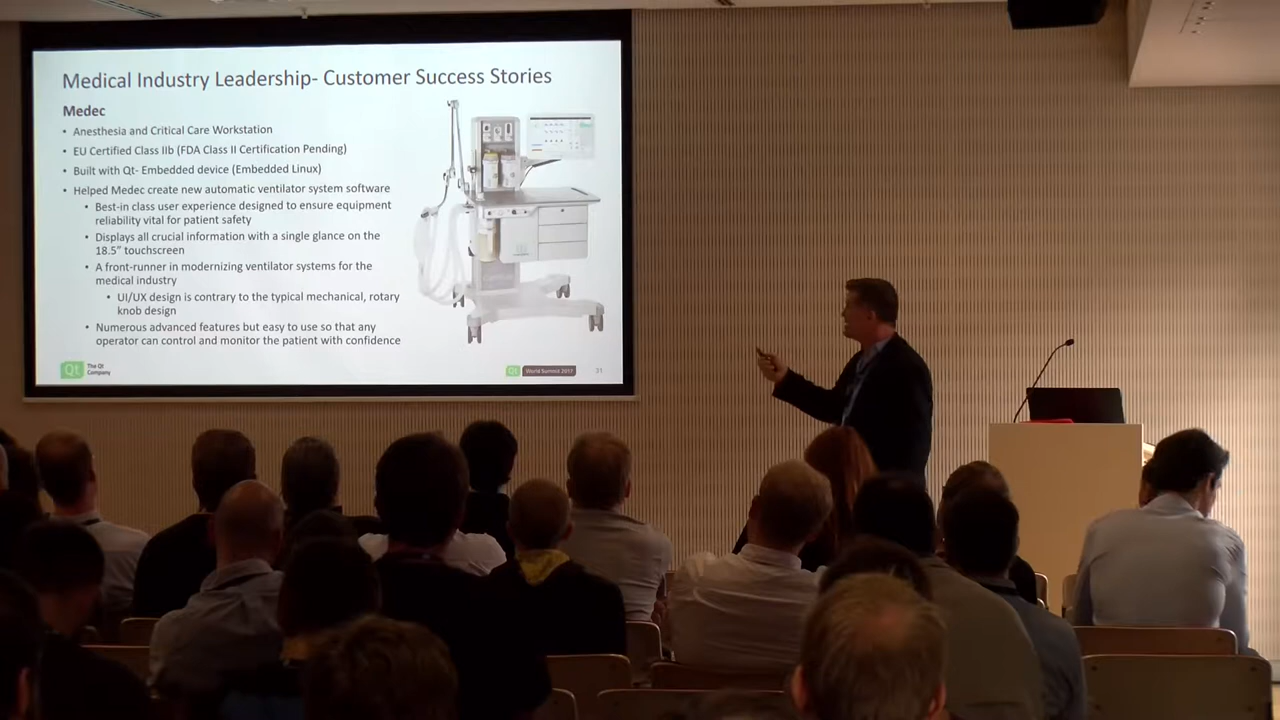 Medical Industry Leadership- Customer Success Stories
Medec
• Anesthesia and Critical Care Workstation
• EU Certified Class IIb (FDA Class II Certification Pending)
• Built with Qt- Embedded device (Embedded Linux)
• Helped Medec create new automatic ventilator system software
• Best-in class user experience designed to ensure equipment
reliability vital for patient safety
• Displays all crucial information with a single glance on the
18.5” touchscreen
• A front-runner in modernizing ventilator systems for the
medical industry
• UI/UX design is contrary to the typical mechanical, rotary
knob design
• Numerous advanced features but easy to use so that any
operator can control and monitor the patient with confidence
Qt The Qt
Company
Qt World Summit 2017
31